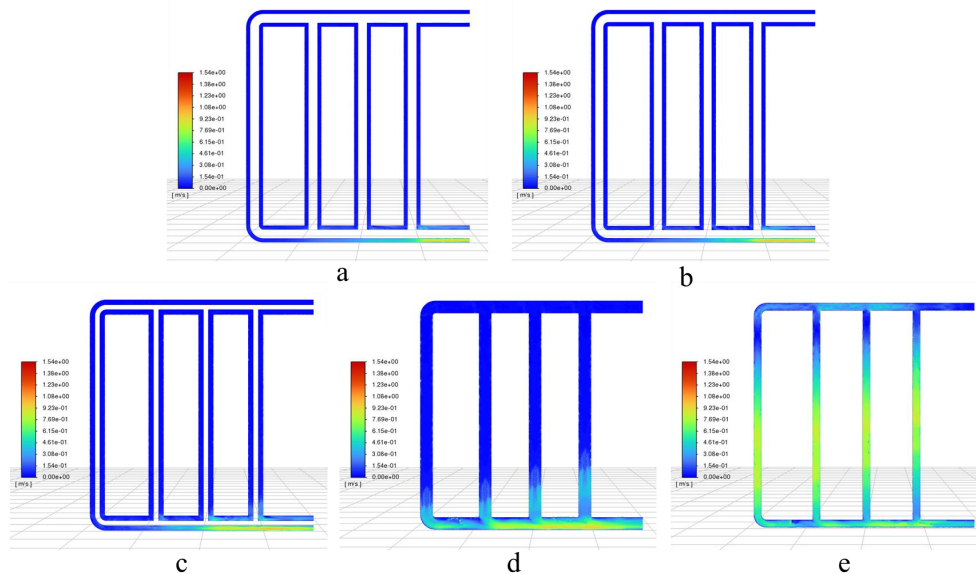 1.54e+00
1.38e+00
1.23e+00
1.08e+00
9.23e-01
7.69e-01
6.15e-01
4.61e-01
3.08e-01
1.54e-01
0.00e+00
[ m/s ]
a
1.54e+00
1.38e+00
1.23e+00
1.08e+00
9.23e-01
7.69e-01
6.15e-01
4.61e-01
3.08e-01
1.54e-01
0.00e+00
[ m/s ]
b
1.54e+00
1.38e+00
1.23e+00
1.08e+00
9.23e-01
7.69e-01
6.15e-01
4.61e-01
3.08e-01
1.54e-01
0.00e+00
[ m/s ]
c
1.54e+00
1.38e+00
1.23e+00
1.08e+00
9.23e-01
7.69e-01
6.15e-01
4.61e-01
3.08e-01
1.54e-01
0.00e+00
[ m/s ]
d
1.54e+00
1.38e+00
1.23e+00
1.08e+00
9.23e-01
7.69e-01
6.15e-01
4.61e-01
3.08e-01
1.54e-01
0.00e+00
[ m/s ]
e